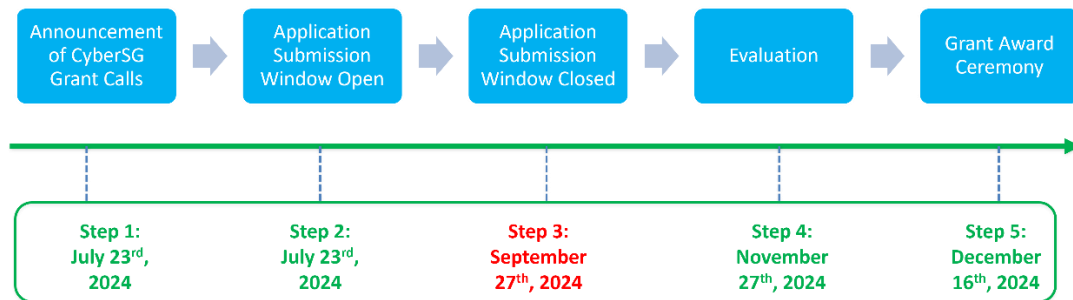 Announcement
of CyberSG
Grant Calls
Application
Submission
Window Open
Application
Submission
Window Closed
Evaluation
Grant Award
Ceremony
Step 1:
July 23rd,
2024
Step 2:
July 23rd,
2024
Step 3:
September
27th, 2024
Step 4:
November
27th, 2024
Step 5:
December
16th, 2024